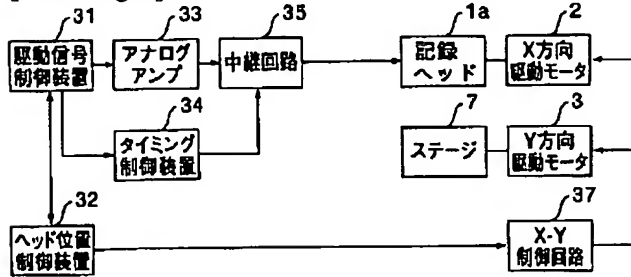 31
駆動信号
制御装置
33
アナログ
アンプ
35
中継回路
1a
記録
ヘッド
2
X方向
駆動モータ
34
タイミング
制御装置
7
ステージ
3
Y方向
駆動モータ
32
ヘッド位置
制御装置
37
X-Y
制御回路